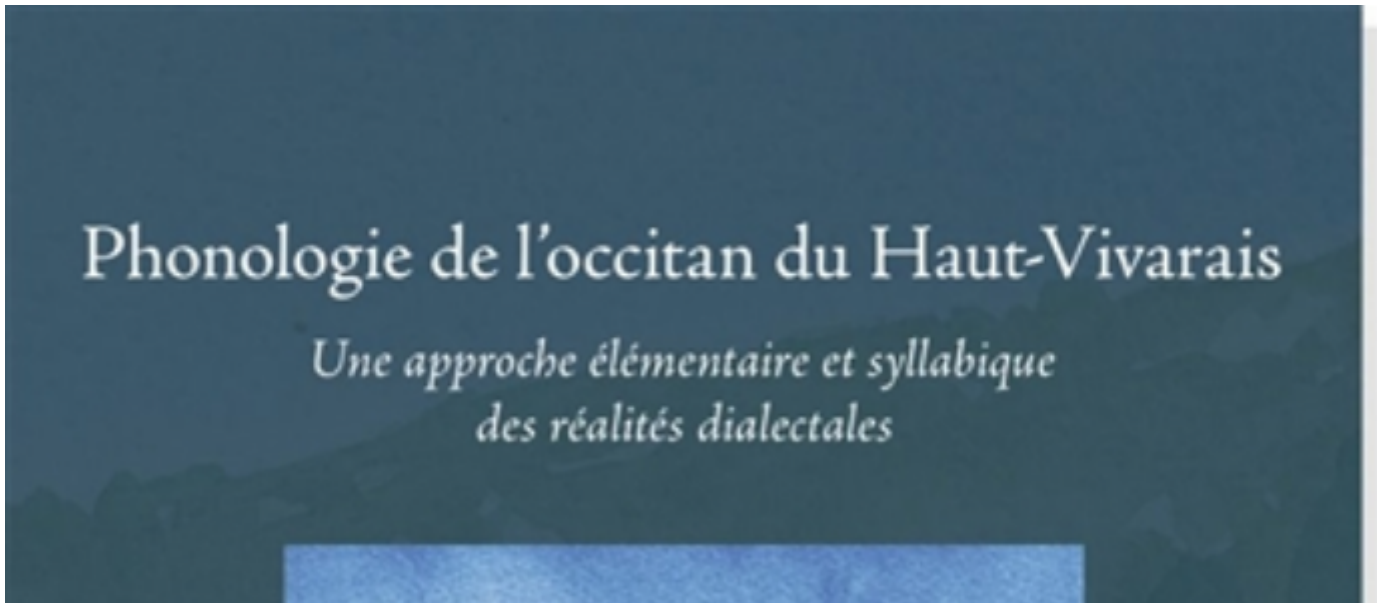 Phonologie de l’occitan du Haut-Vivarais
Une approche élémentaire et syllabique
des réalités dialectales